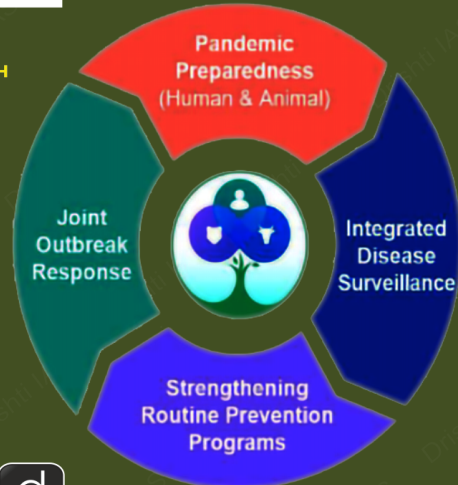 H
Pandemic
Preparedness
(Human & Animal)
Joint
Outbreak
Response
Integrated
Disease
Surveillance
Strengthening
Routine Prevention
Programs
d